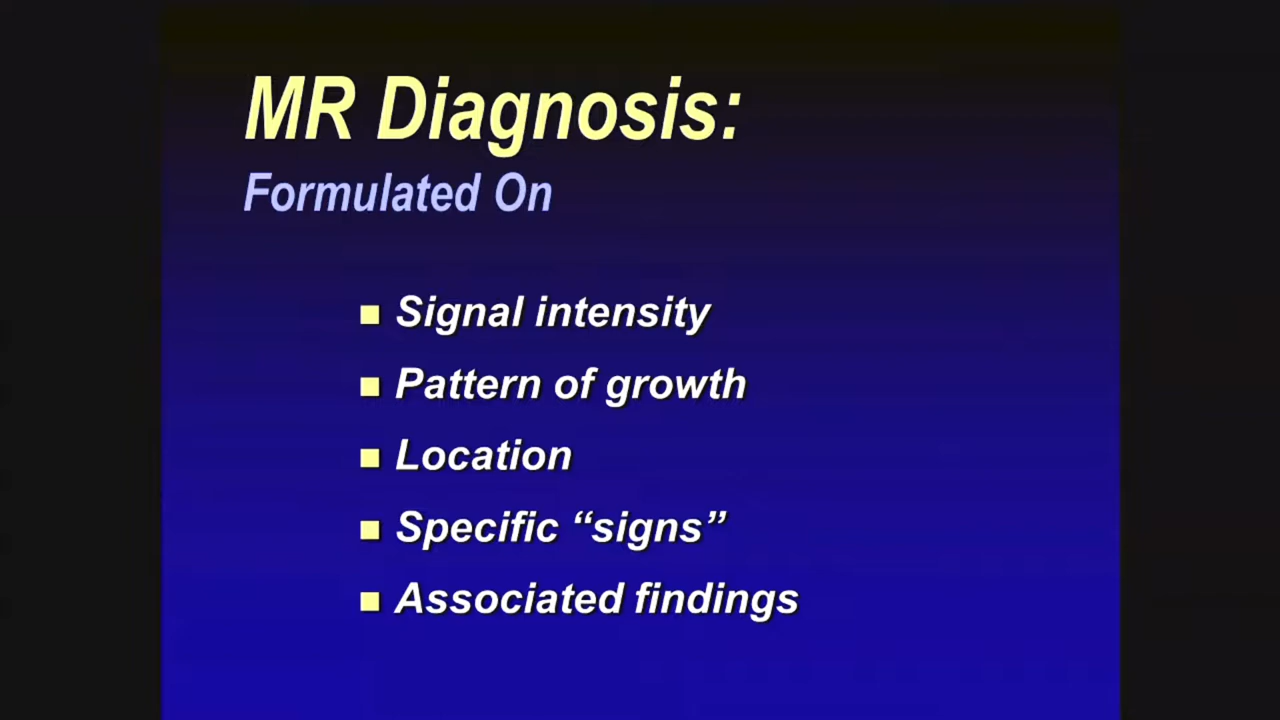 MR Diagnosis:
Formulated On
Signal intensity
Pattern of growth
Location
Specific “signs”
Associated findings